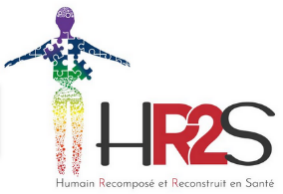 HR2S
Humain Recomposé et Reconstruit en Santé